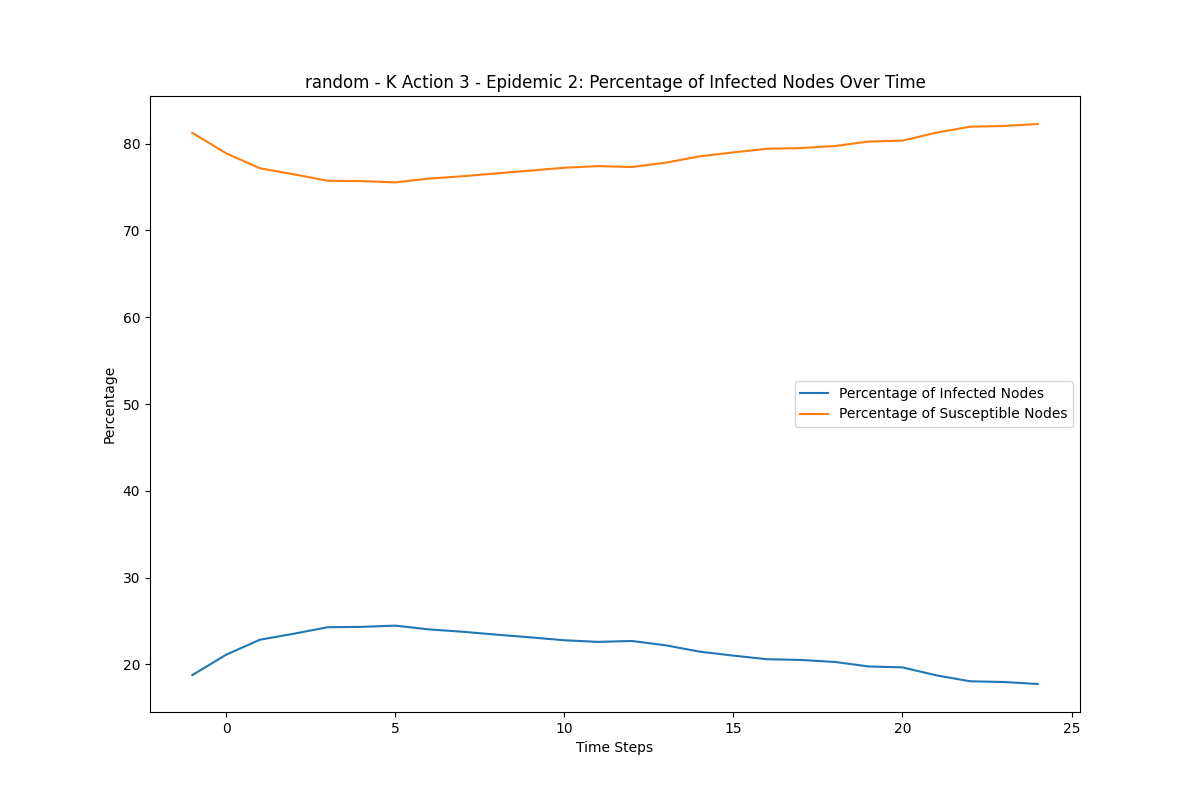 random - K Action 3 - Epidemic 2: Percentage of Infected Nodes Over Time
80
70
60
50
40
30
20
Percentage
Percentage of Infected Nodes
Percentage of Susceptible Nodes
0 5 10 15 20 25
Time Steps